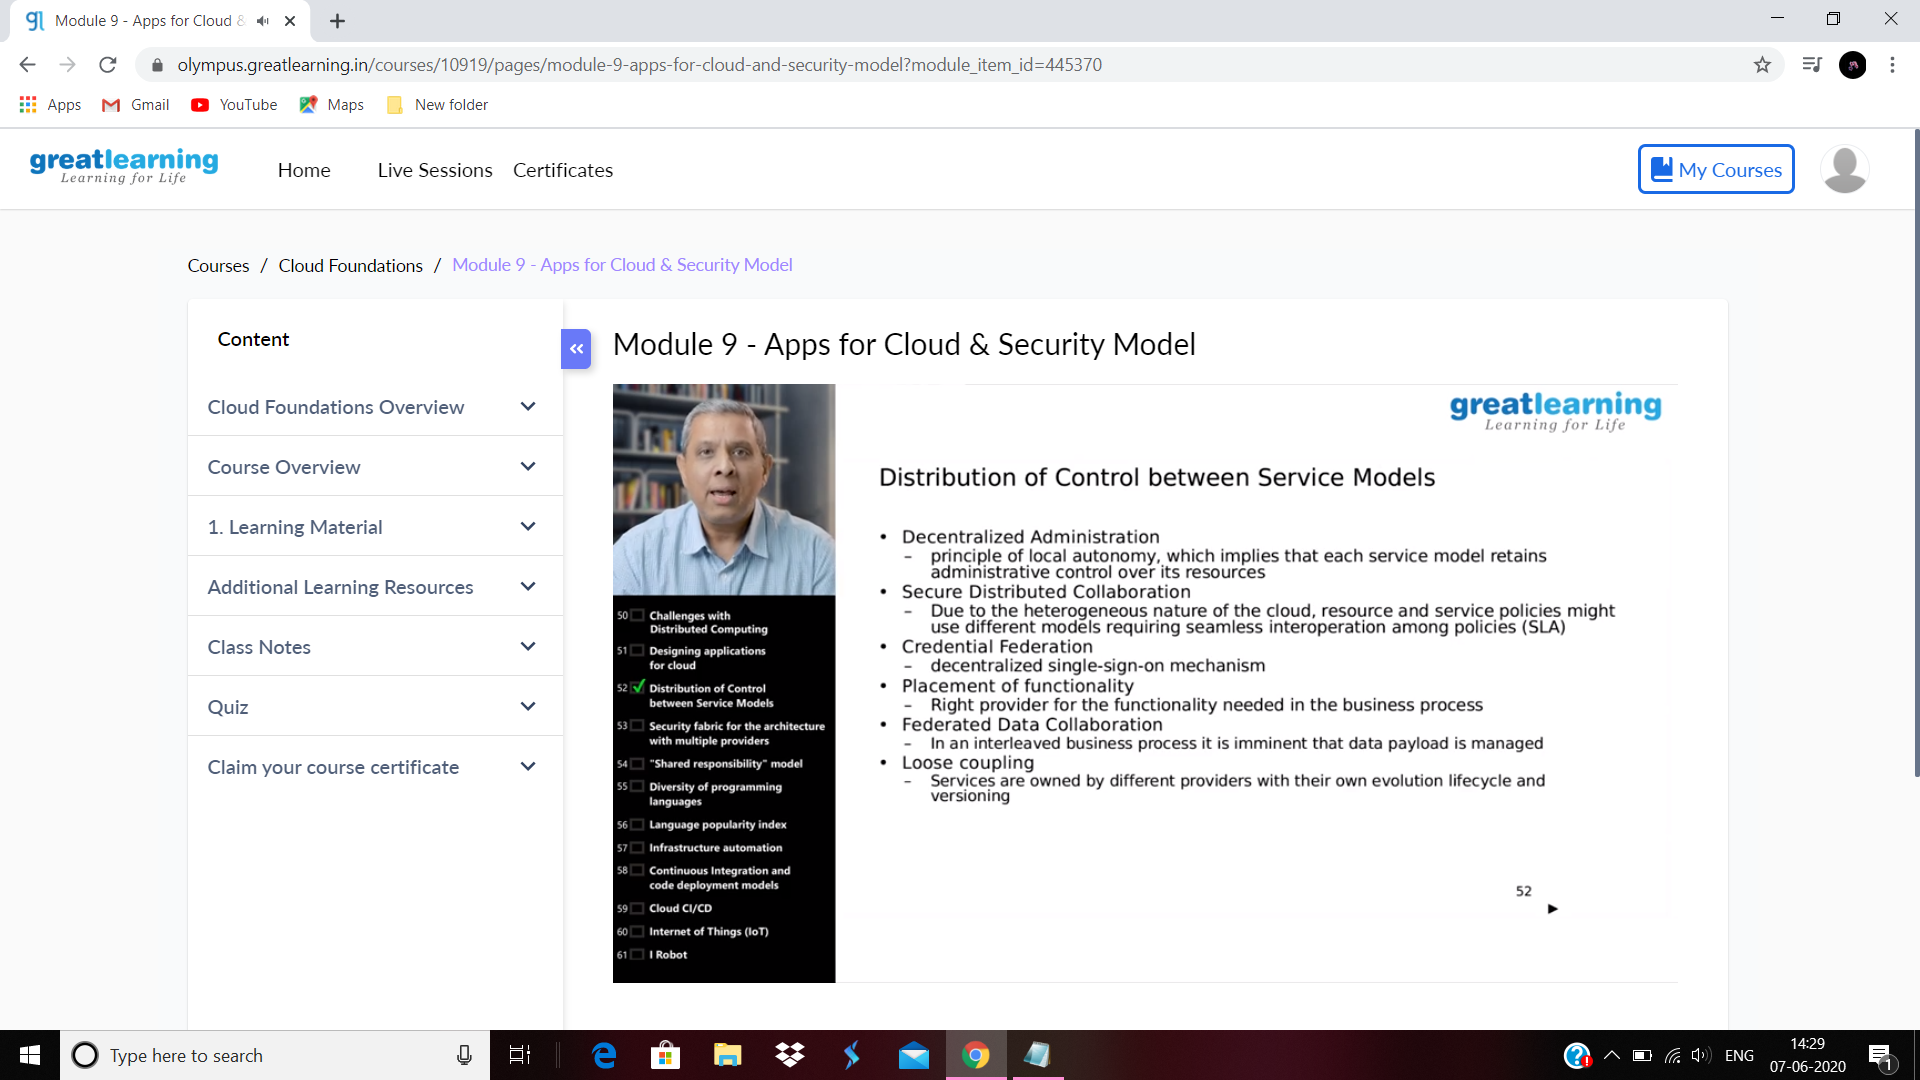 Module 9 - Apps for Cloud &
olympus.greatlearning.in/courses/10919/pages/module-9-apps-for-cloud-and-security-model?module_item_id=445370
Apps Gmail YouTube Maps New folder
greatlearning
Learning for Life
Home Live Sessions Certificates
My Courses
Courses / Cloud Foundations / Module 9 - Apps for Cloud & Security Model
Content
Cloud Foundations Overview
Course Overview
1. Learning Material
Additional Learning Resources
Class Notes
Quiz
Claim your course certificate
Module 9 - Apps for Cloud & Security Model
50 Challenges with
Distributed Computing
51 Designing applications
for cloud
52 Distribution of Control
between Service Models
53 Security fabric for the architecture
with multiple providers
54 "Shared responsibility" model
55 Diversity of programming
languages
56 Language popularity index
57 Infrastructure automation
58 Continuous Integration and
code deployment models
59 Cloud CI/CD
60 Internet of Things (IoT)
61 I Robot
greatlearning
Learning for Life
Distribution of Control between Service Models
• Decentralized Administration
– principle of local autonomy, which implies that each service model retains
administrative control over its resources
• Secure Distributed Collaboration
– Due to the heterogeneous nature of the cloud, resource and service policies might
use different models requiring seamless interoperation among policies (SLA)
• Credential Federation
– decentralized single-sign-on mechanism
• Placement of functionality
– Right provider for the functionality needed in the business process
• Federated Data Collaboration
– In an interleaved business process it is imminent that data payload is managed
• Loose coupling
– Services are owned by different providers with their own evolution lifecycle and
versioning
52
Type here to search
ENG
14:29
07-06-2020
1